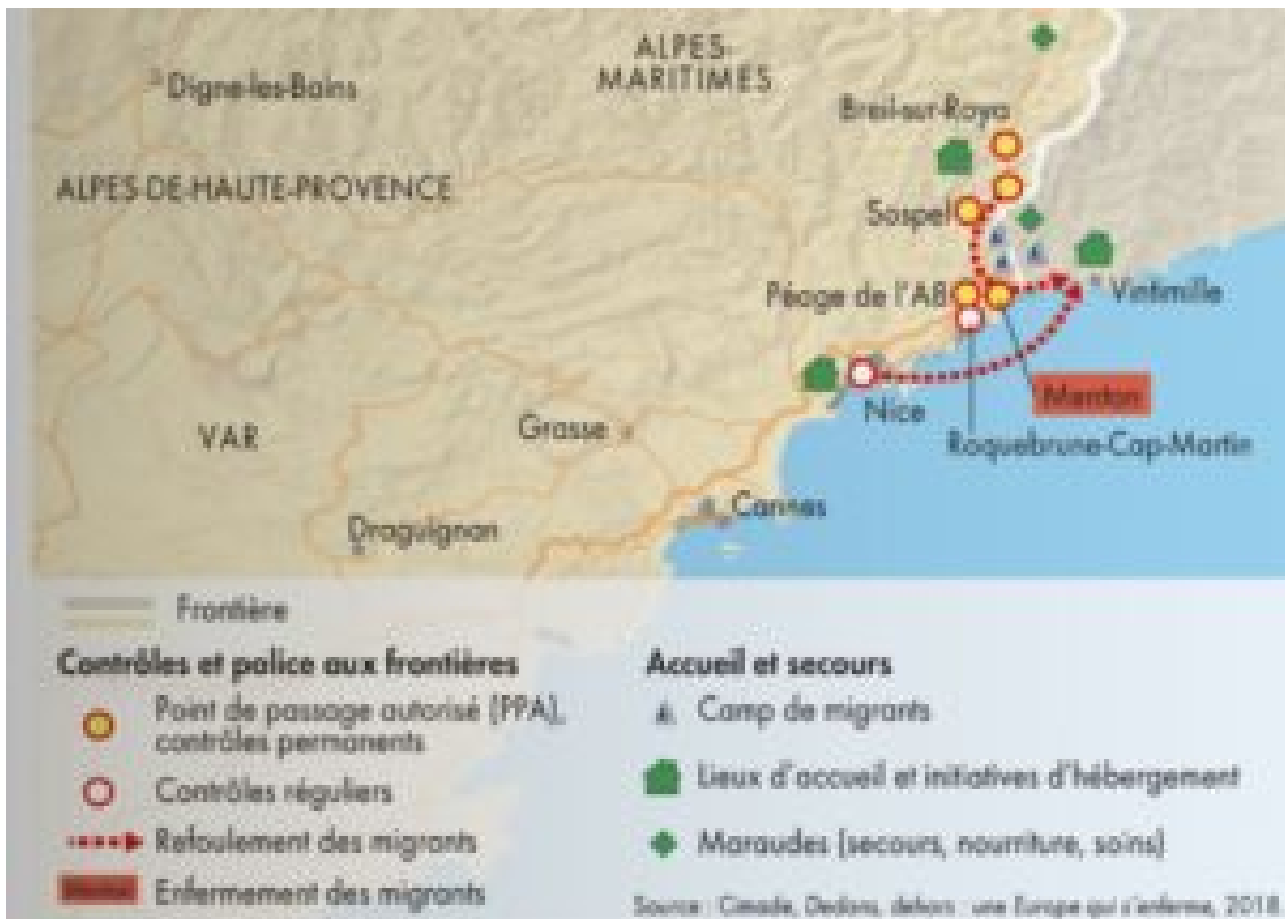 ALPES-
MARITIMES
Digne-les-Bains
Breil-sur-Roya
ALPES-DE-HAUTE-PROVENCE
Sospel
Péage de l'A8
Vintimille
Menton
Nice
Grasse
VAR
Roquebrune-Cap-Martin
Cannes
Draguignan
Frontière
Contrôles et police aux frontières
Point de passage autorisé (PPA),
contrôles permanents
Contrôles réguliers
Refoulement des migrants
Menton
Enfermement des migrants
Accueil et secours
Camp de migrants
Lieux d'accueil et initiatives d'hébergement
Maraudes (secours, nourriture, soins)
Source : Cimade, Dedans, dehors : une Europe qui s'enferme, 2018